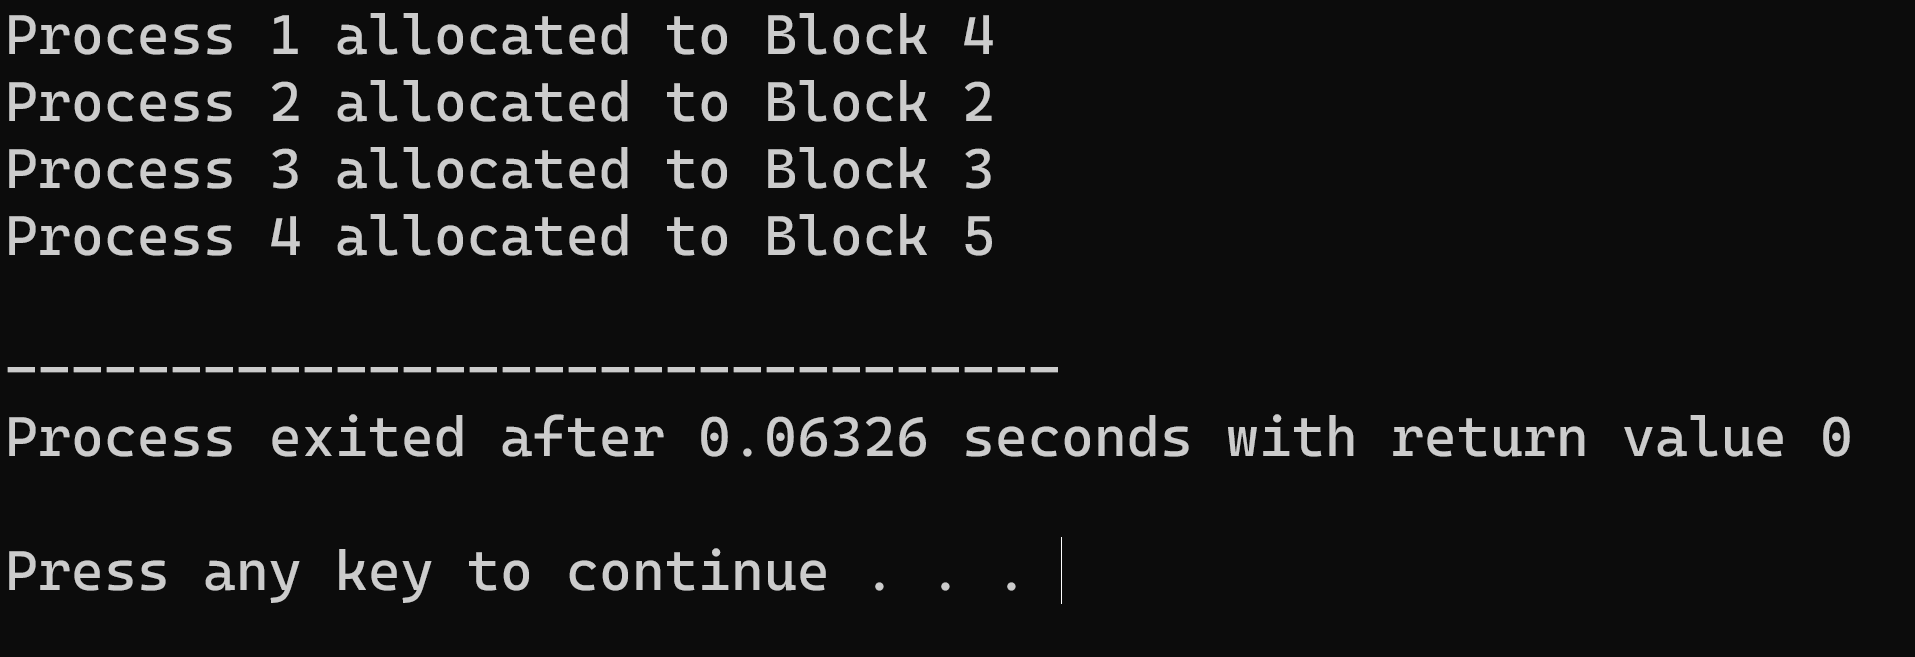 Process 1 allocated to Block 4
Process 2 allocated to Block 2
Process 3 allocated to Block 3
Process 4 allocated to Block 5
--------------------------------
Process exited after 0.06326 seconds with return value 0
Press any key to continue . . .